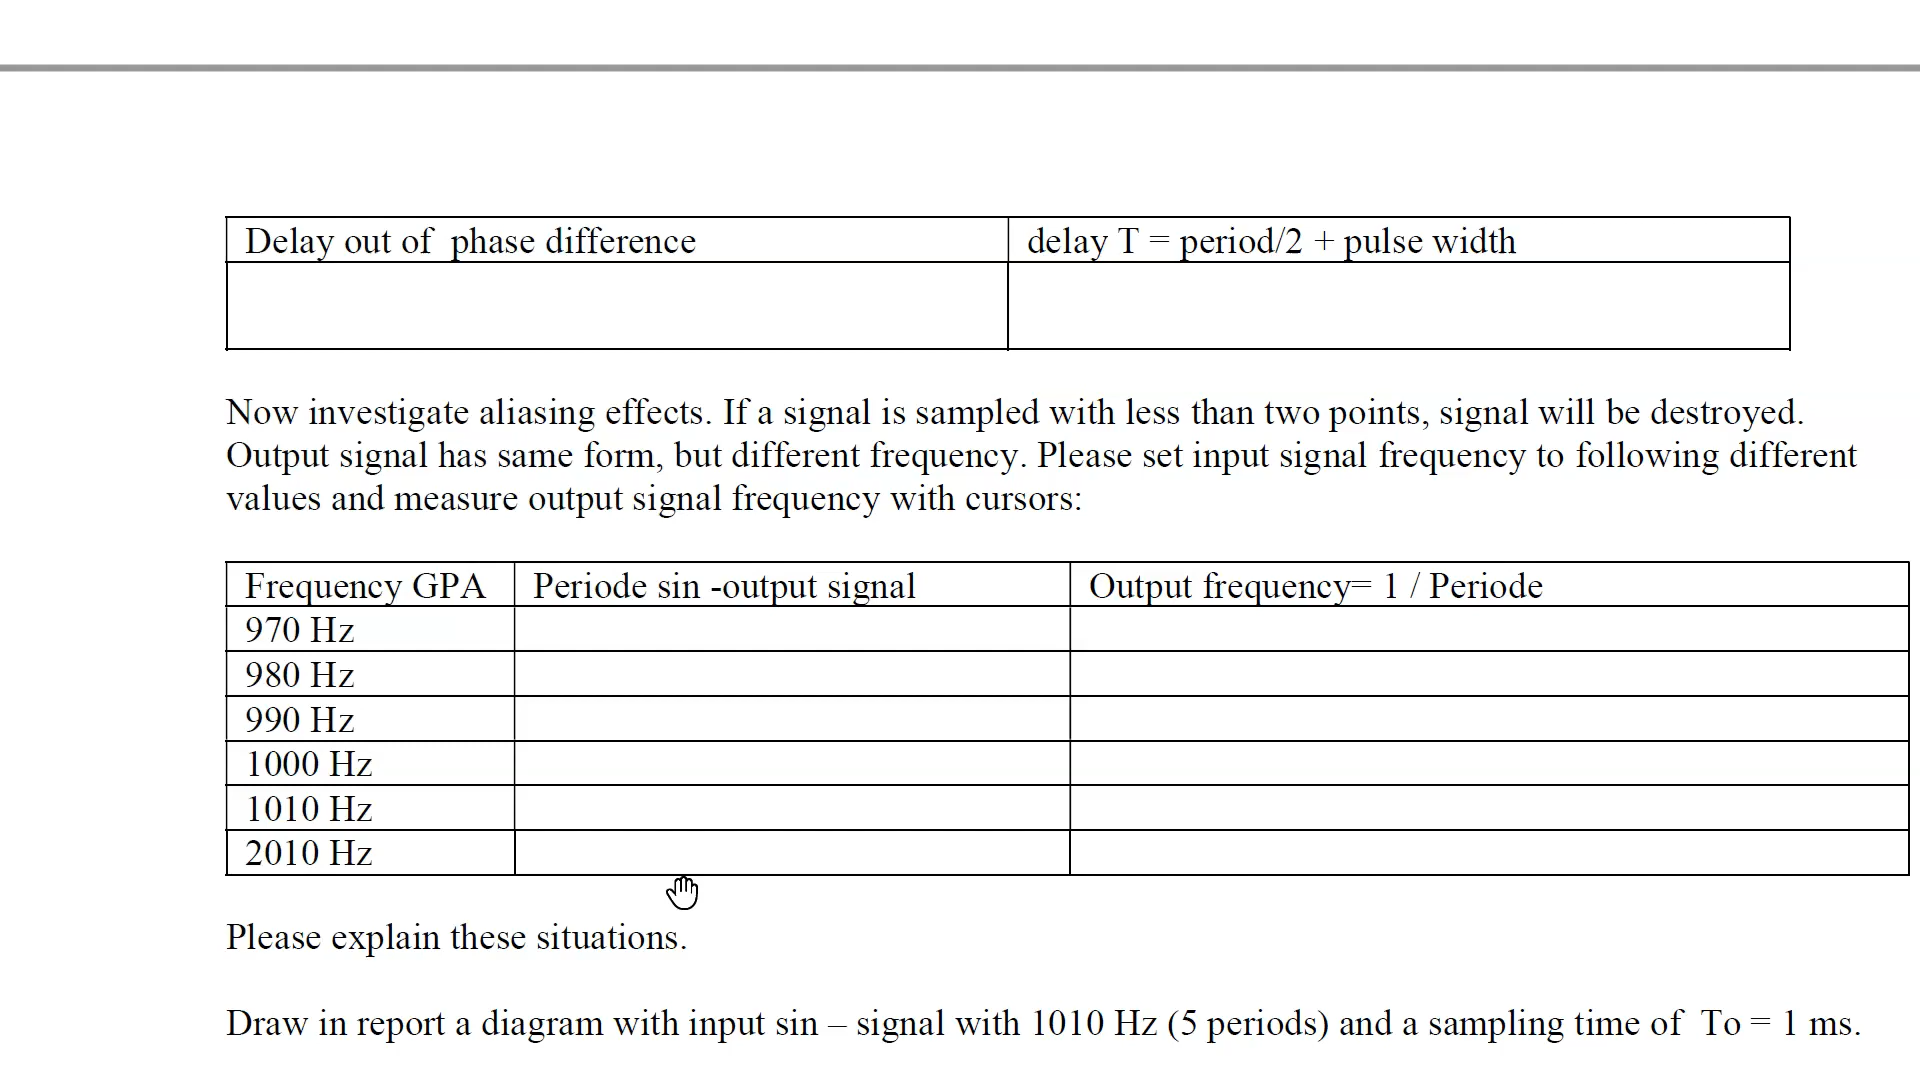 Delay out of phase difference
delay T = period/2 + pulse width
Now investigate aliasing effects. If a signal is sampled with less than two points, signal will be destroyed.
Output signal has same form, but different frequency. Please set input signal frequency to following different
values and measure output signal frequency with cursors:
Frequency GPA
Periode sin -output signal
Output frequency= 1 / Periode
970 Hz
980 Hz
990 Hz
1000 Hz
1010 Hz
2010 Hz
Please explain these situations.
Draw in report a diagram with input sin – signal with 1010 Hz (5 periods) and a sampling time of To = 1 ms.